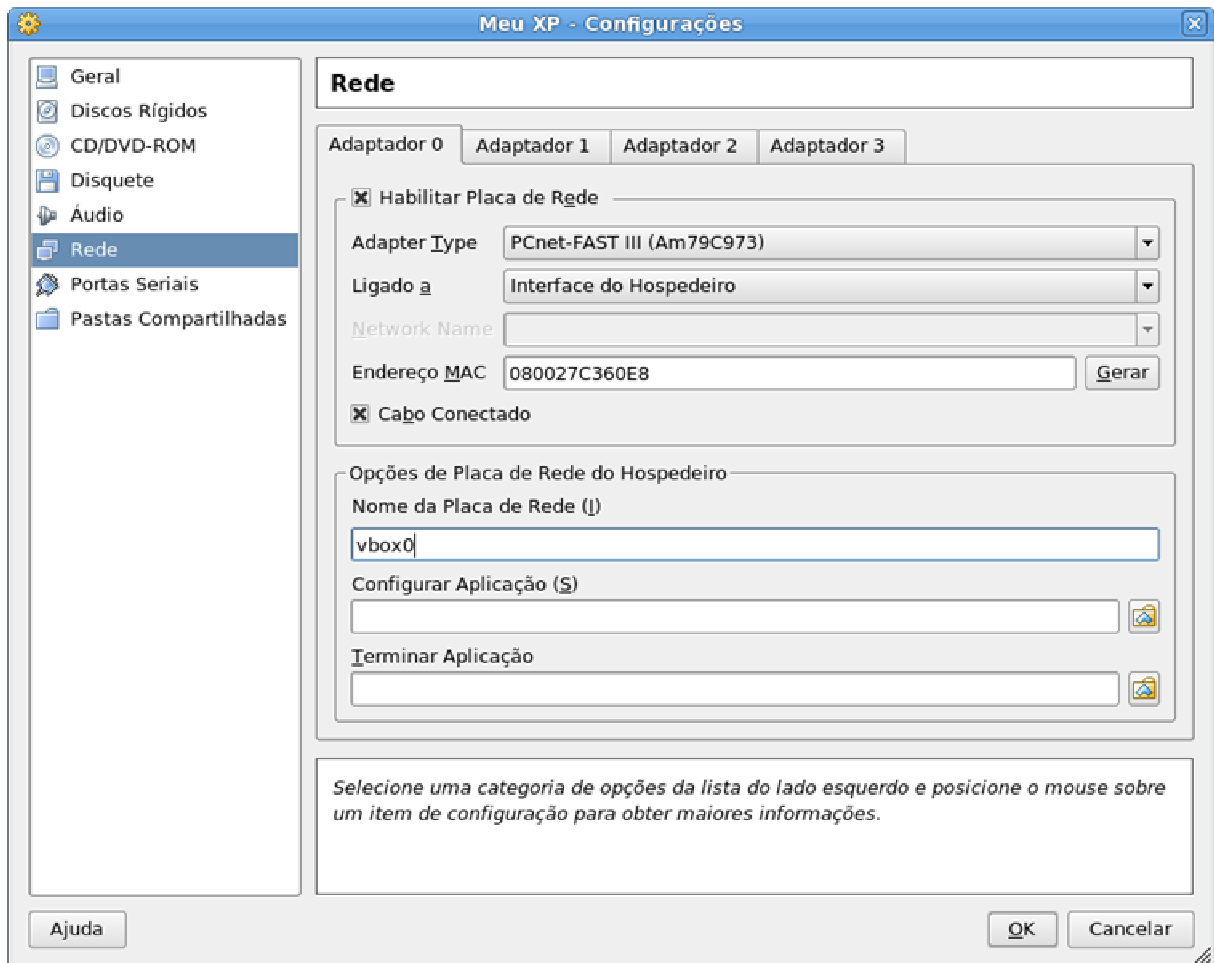 Meu XP - Configurações
Geral
Discos Rígidos
CD/DVD-ROM
Disquete
Áudio
Rede
Portas Seriais
Pastas Compartilhadas
Rede
Adaptador 0 Adaptador 1 Adaptador 2 Adaptador 3
Habilitar Placa de Rede
Adapter Type PCnet-FAST III (Am79C973)
Ligado a Interface do Hospedeiro
Network Name
Endereço MAC 080027C360E8 Gerar
Cabo Conectado
Opções de Placa de Rede do Hospedeiro
Nome da Placa de Rede (I)
vbox0
Configurar Aplicação (S)
Terminar Aplicação
Selecione uma categoria de opções da lista do lado esquerdo e posicione o mouse sobre
um item de configuração para obter maiores informações.
Ajuda OK Cancelar